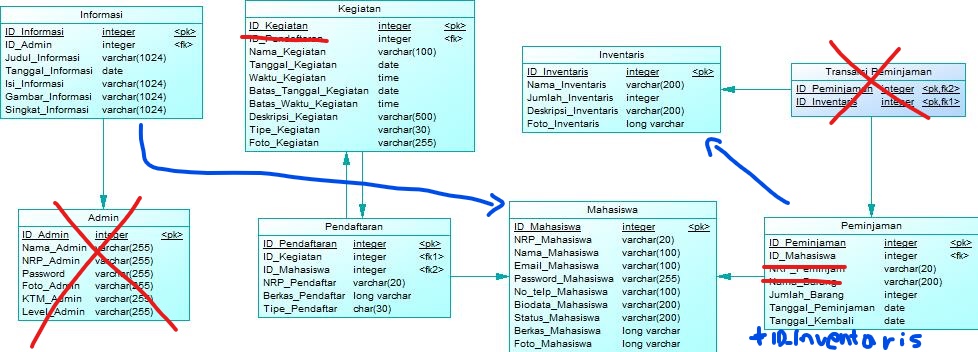 Informasi
ID_Informasi integer <pk>
ID_Admin integer <fk>
Judul_Informasi varchar(1024)
Tanggal_Informasi date
Isi_Informasi varchar(1024)
Gambar_Informasi varchar(1024)
Singkat_Informasi varchar(1024)
Kegiatan
ID_Kegiatan integer <pk>
ID_Pendaftaran integer <fk>
Nama_Kegiatan varchar(100)
Tanggal_Kegiatan date
Waktu_Kegiatan time
Batas_Tanggal_Kegiatan date
Batas_Waktu_Kegiatan time
Deskripsi_Kegiatan varchar(500)
Tipe_Kegiatan varchar(30)
Foto_Kegiatan varchar(255)
Inventaris
ID_Inventaris integer <pk>
Nama_Inventaris varchar(200)
Jumlah_Inventaris integer
Deskripsi_Inventaris varchar(200)
Foto_Inventaris long varchar
Transaksi Peminjaman
ID_Peminjaman integer <pk,fk2>
ID_Inventaris integer <pk,fk1>
Admin
ID_Admin integer <pk>
Nama_Admin varchar(255)
NRP_Admin varchar(255)
Password varchar(255)
Foto_Admin varchar(255)
KTM_Admin varchar(255)
Level_Admin varchar(255)
Pendaftaran
ID_Pendaftaran integer <pk>
ID_Kegiatan integer <fk1>
ID_Mahasiswa integer <fk2>
NRP_Pendaftar varchar(20)
Berkas_Pendaftar long varchar
Tipe_Pendaftar char(30)
Mahasiswa
ID_Mahasiswa integer <pk>
NRP_Mahasiswa varchar(20)
Nama_Mahasiswa varchar(100)
Email_Mahasiswa varchar(100)
Password_Mahasiswa varchar(255)
No_telp_Mahasiswa varchar(100)
Biodata_Mahasiswa varchar(200)
Status_Mahasiswa varchar(200)
Berkas_Mahasiswa long varchar
Foto_Mahasiswa long varchar
Peminjaman
ID_Peminjaman integer <pk>
ID_Mahasiswa integer <fk>
NRP_Peminjam varchar(20)
Nama_Barang varchar(200)
Jumlah_Barang integer
Tanggal_Peminjaman date
Tanggal_Kembali date
+ID_Inventaris